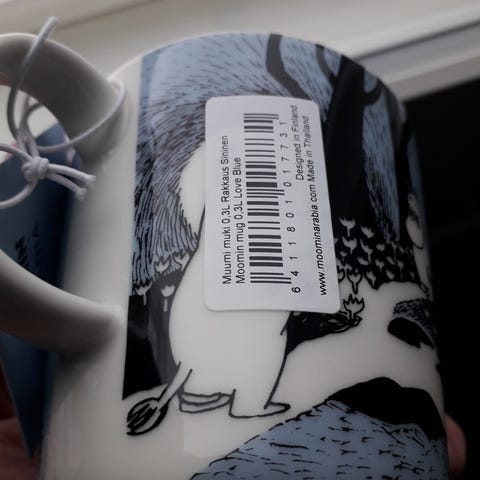 Muumi muki 0,3L Rakkaus Sininen
Moomin mug 0.3L Love Blue
6 411801 017731
Designed in Finland
www.moominarabia.com Made in Thailand